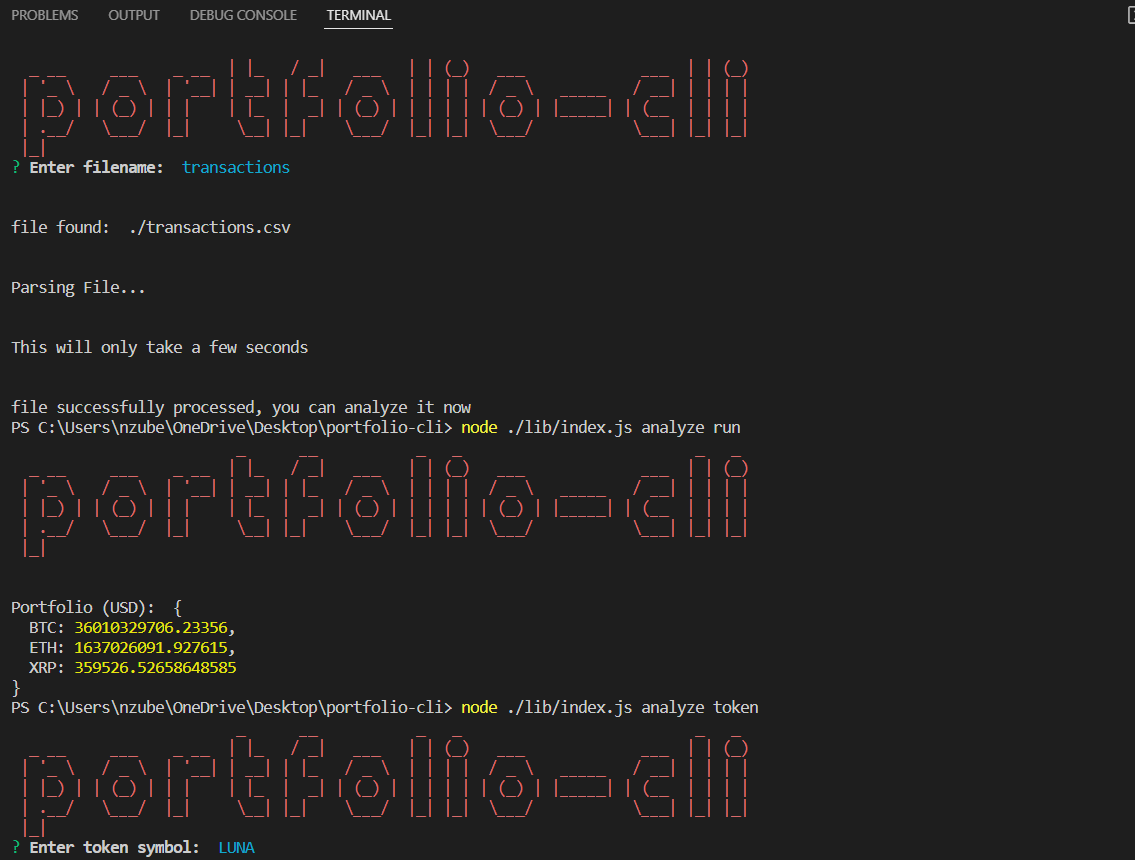 PROBLEMS OUTPUT DEBUG CONSOLE TERMINAL
portfolio-cli
? Enter filename:  transactions
file found:  ./transactions.csv
Parsing File...
This will only take a few seconds
file successfully processed, you can analyze it now
PS C:\Users\nzube\OneDrive\Desktop\portfolio-cli> node ./lib/index.js analyze run
portfolio-cli
Portfolio (USD):  {
  BTC: 36010329706.23356,
  ETH: 1637026091.927615,
  XRP: 359526.52658648585
}
PS C:\Users\nzube\OneDrive\Desktop\portfolio-cli> node ./lib/index.js analyze token
portfolio-cli
? Enter token symbol:  LUNA